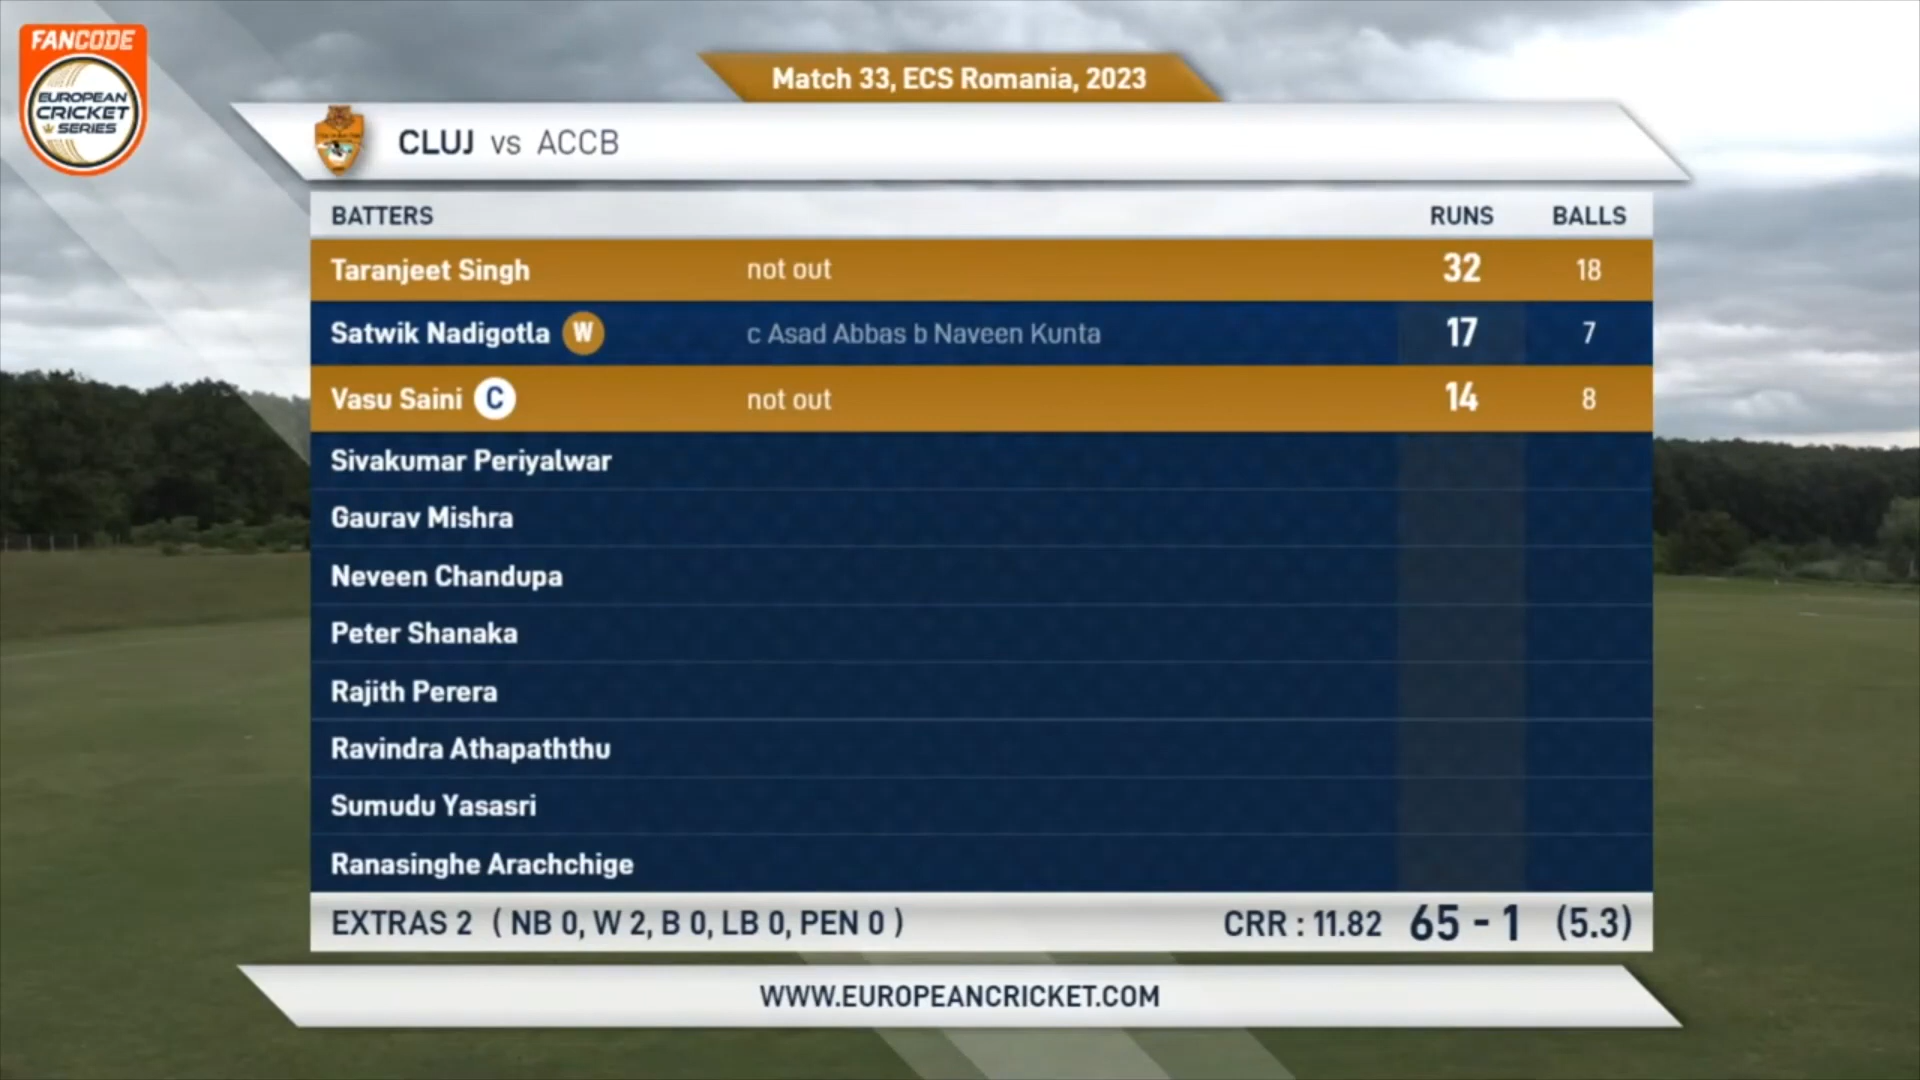 FANCODE
EUROPEAN
CRICKET
SERIES
Match 33, ECS Romania, 2023
CLUJ vs ACCB
BATTERS RUNS BALLS
Taranjeet Singh not out 32 18
Satwik Nadigotla W c Asad Abbas b Naveen Kunta 17 7
Vasu Saini C not out 14 8
Sivakumar Periyalwar
Gaurav Mishra
Neveen Chandupa
Peter Shanaka
Rajith Perera
Ravindra Athapaththu
Sumudu Yasasri
Ranasinghe Arachchige
EXTRAS 2 ( NB 0, W 2, B 0, LB 0, PEN 0 ) CRR : 11.82 65 - 1 (5.3)
WWW.EUROPEANCRICKET.COM